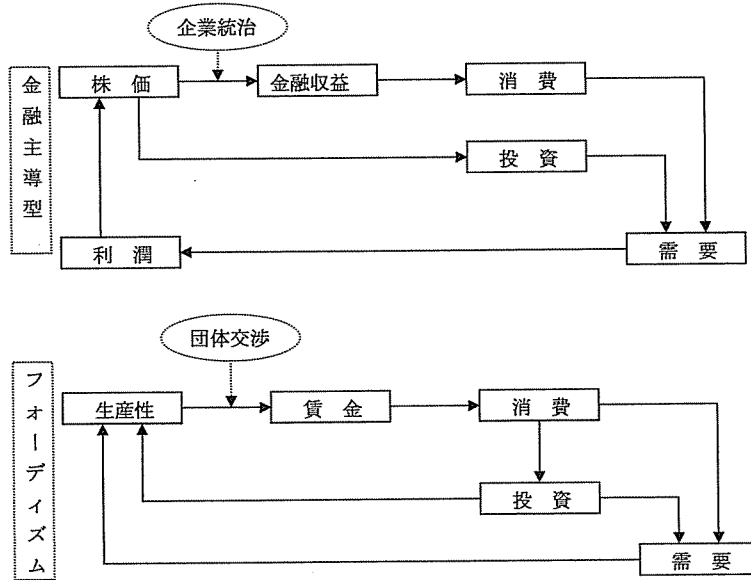 企業統治
金融主導型
株 価
金融収益
消 費
投 資
利 潤
需 要
団体交渉
フォーディズム
生産性
賃 金
消 費
投 資
需 要